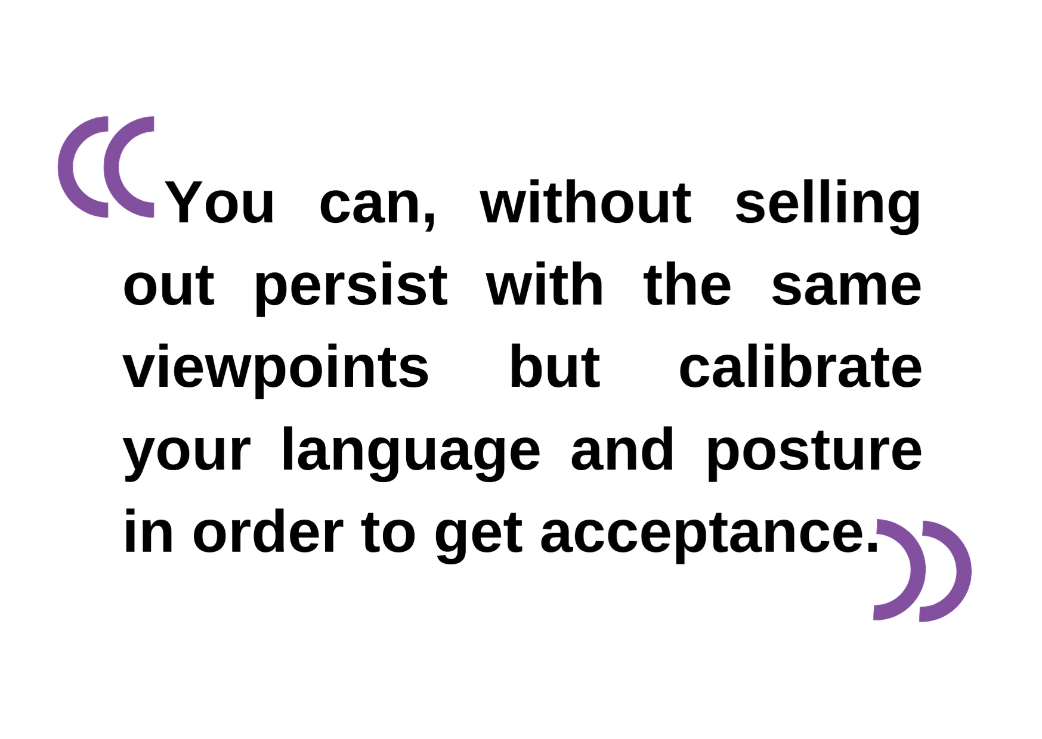 You can, without selling
out persist with the same
viewpoints but calibrate
your language and posture
in order to get acceptance.